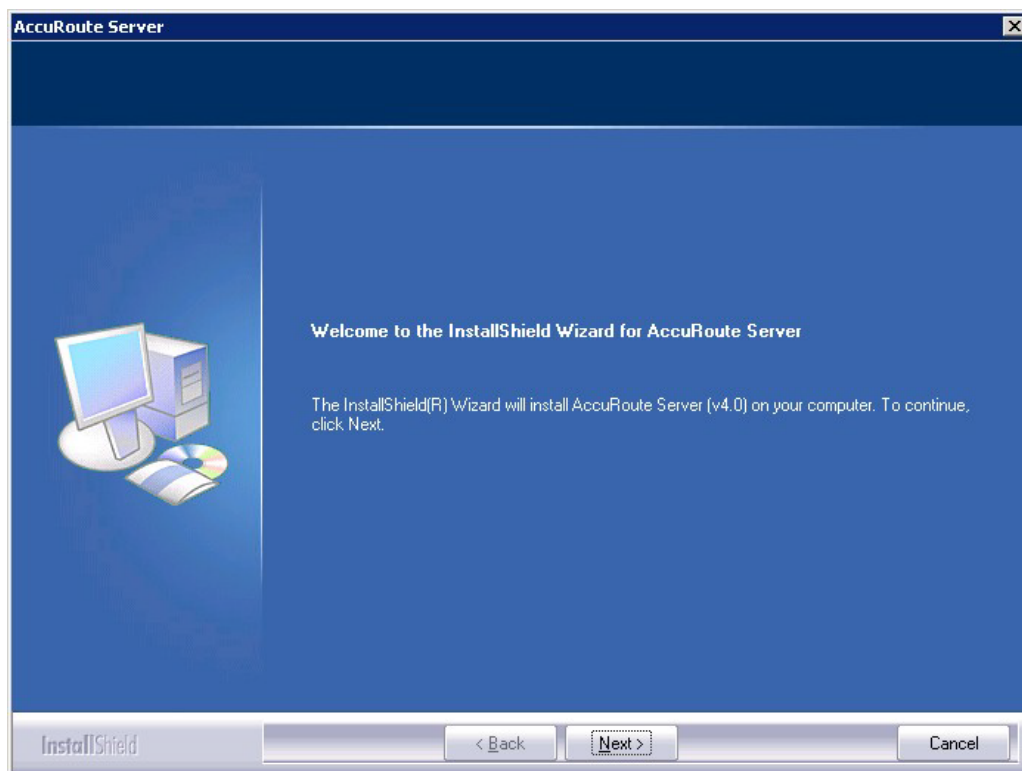 AccuRoute Server
Welcome to the InstallShield Wizard for AccuRoute Server
The InstallShield(R) Wizard will install AccuRoute Server (v4.0) on your computer. To continue,
click Next.
InstallShield
< Back
Next >
Cancel